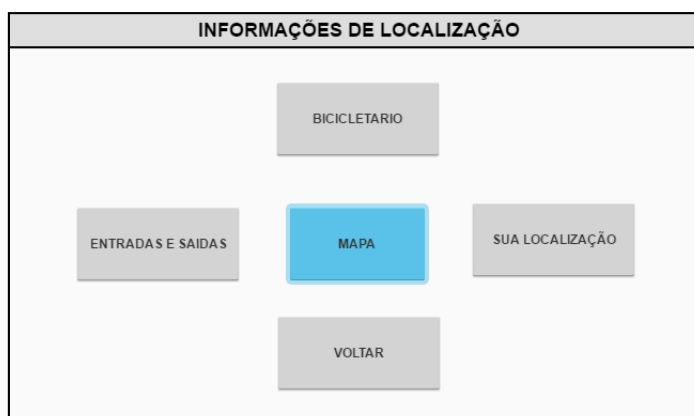 INFORMAÇÕES DE LOCALIZAÇÃO
BICICLETARIO
ENTRADAS E SAIDAS
MAPA
SUA LOCALIZAÇÃO
VOLTAR